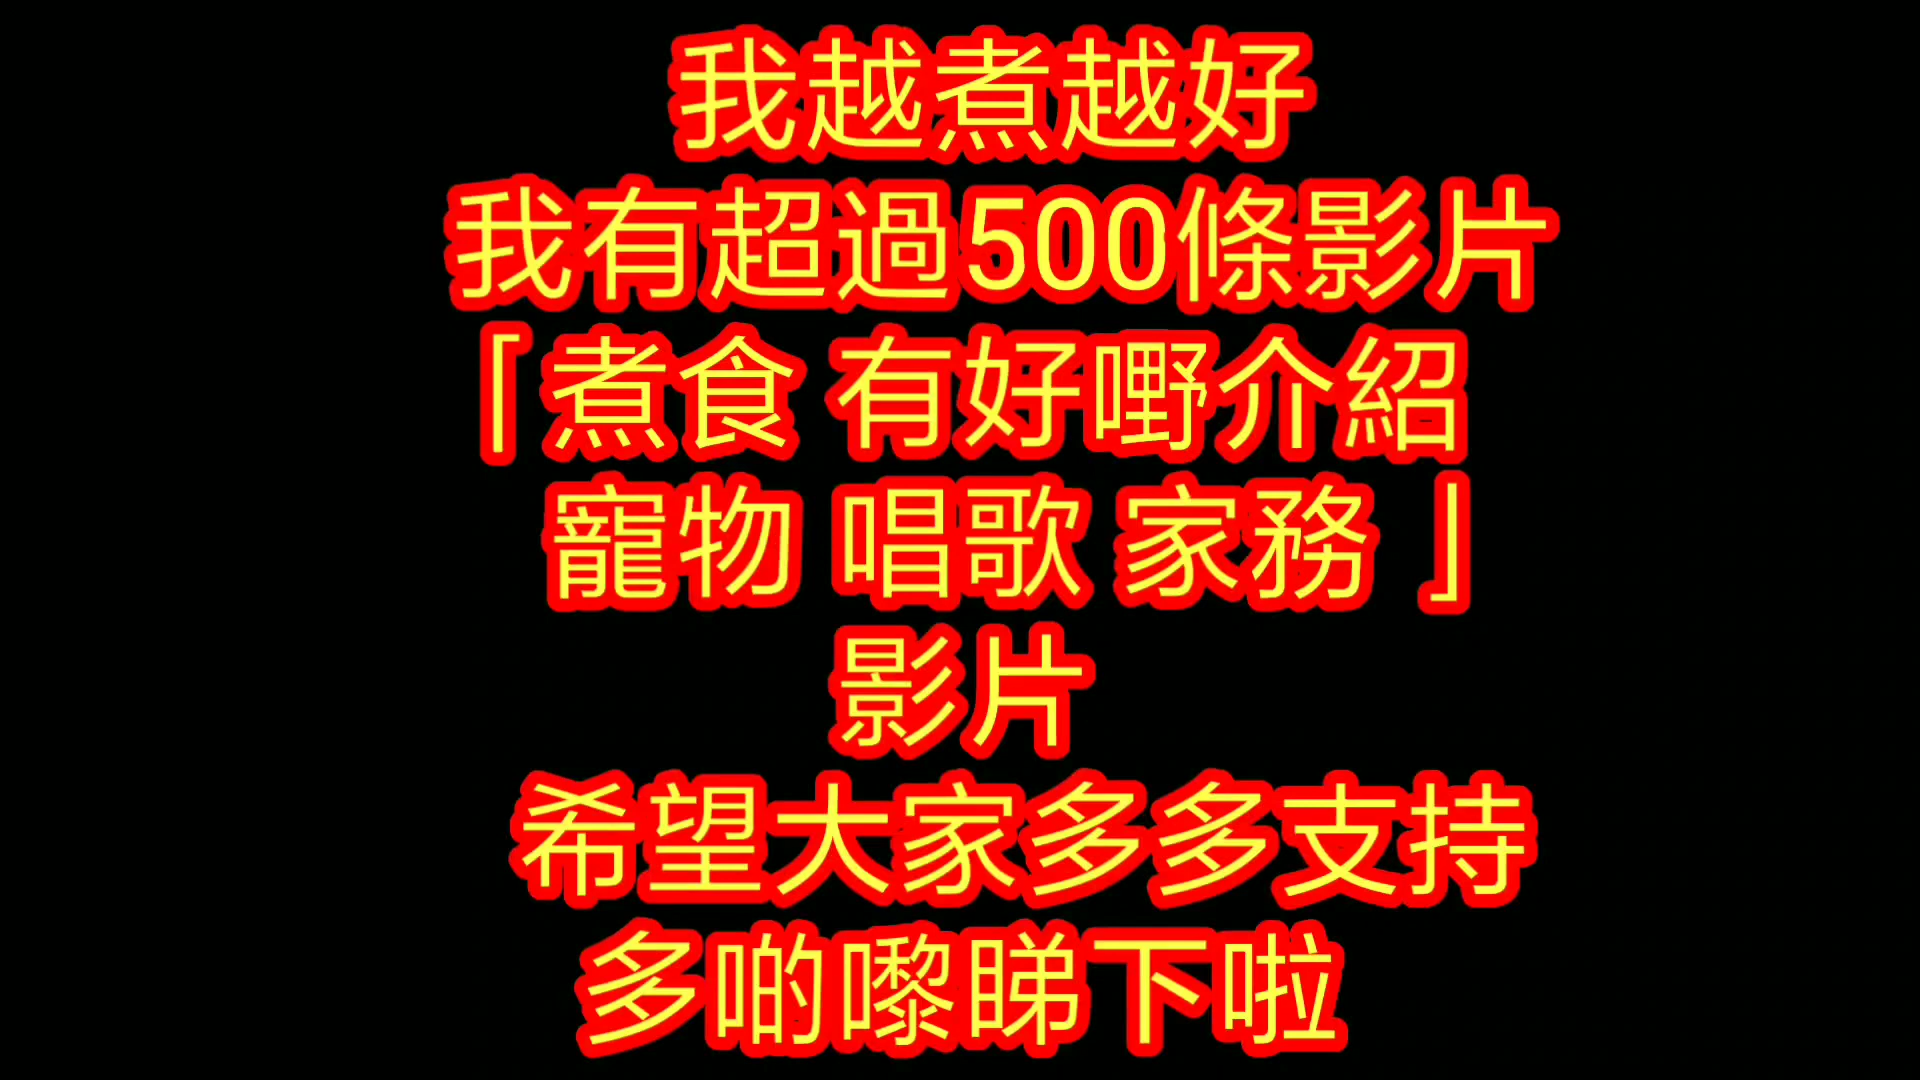 我越煮越好
我有超過500條影片
「煮食 有好嘢介紹
寵物 唱歌 家務 」
影片
希望大家多多支持
多啲嚟睇下啦